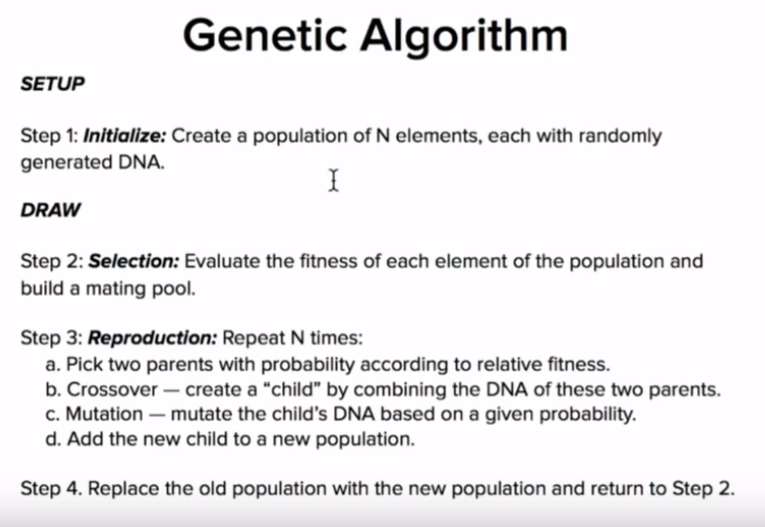 Genetic Algorithm
SETUP
Step 1: Initialize: Create a population of N elements, each with randomly
generated DNA.
DRAW
Step 2: Selection: Evaluate the fitness of each element of the population and
build a mating pool.
Step 3: Reproduction: Repeat N times:
a. Pick two parents with probability according to relative fitness.
b. Crossover — create a “child” by combining the DNA of these two parents.
c. Mutation — mutate the child’s DNA based on a given probability.
d. Add the new child to a new population.
Step 4. Replace the old population with the new population and return to Step 2.